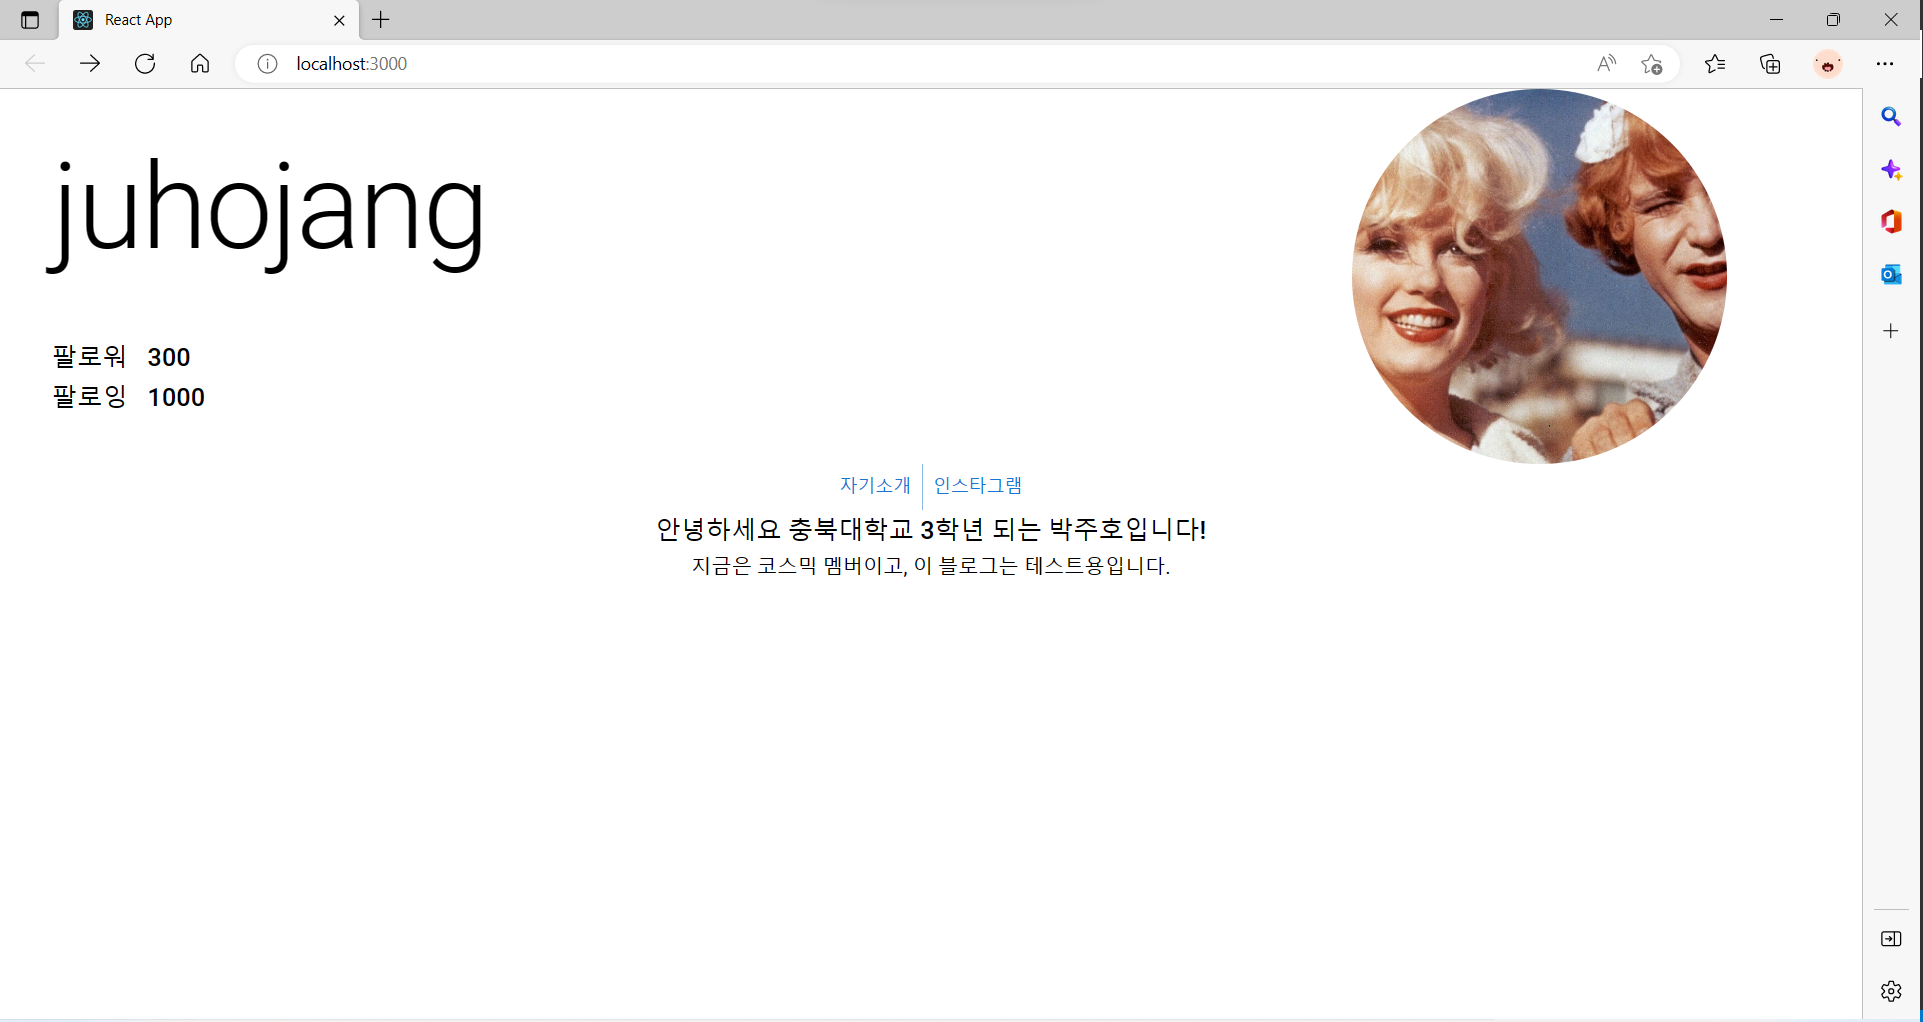 React App
localhost:3000
juhojang
팔로워 300
팔로잉 1000
자기소개 인스타그램
안녕하세요 충북대학교 3학년 되는 박주호입니다!
지금은 코스믹 멤버이고, 이 블로그는 테스트용입니다.